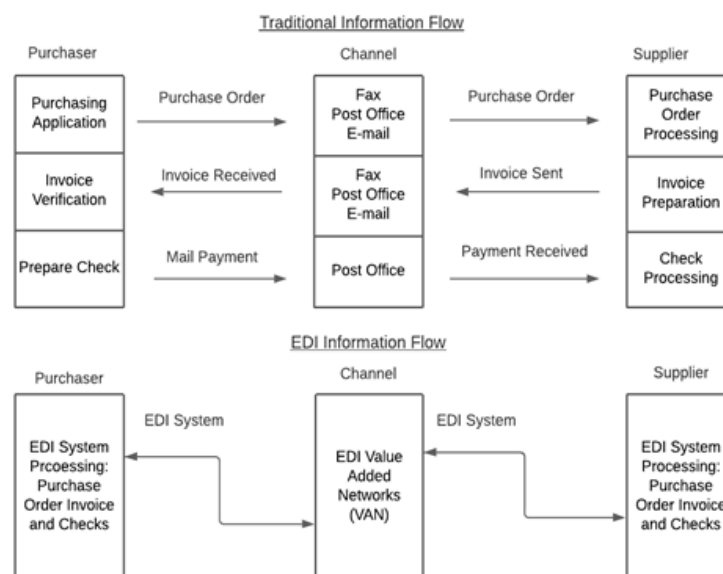 Traditional Information Flow
Purchaser
Channel
Supplier
Purchasing
Application
Purchase Order
Fax
Post Office
E-mail
Purchase Order
Purchase
Order
Processing
Invoice
Verification
Invoice Received
Fax
Post Office
E-mail
Invoice Sent
Invoice
Preparation
Prepare Check
Mail Payment
Post Office
Payment Received
Check
Processing
EDI Information Flow
Purchaser
Channel
Supplier
EDI System
Prcoessing:
Purchase
Order Invoice
and Checks
EDI System
EDI Value
Added
Networks
(VAN)
EDI System
EDI System
Processing:
Purchase
Order Invoice
and Checks